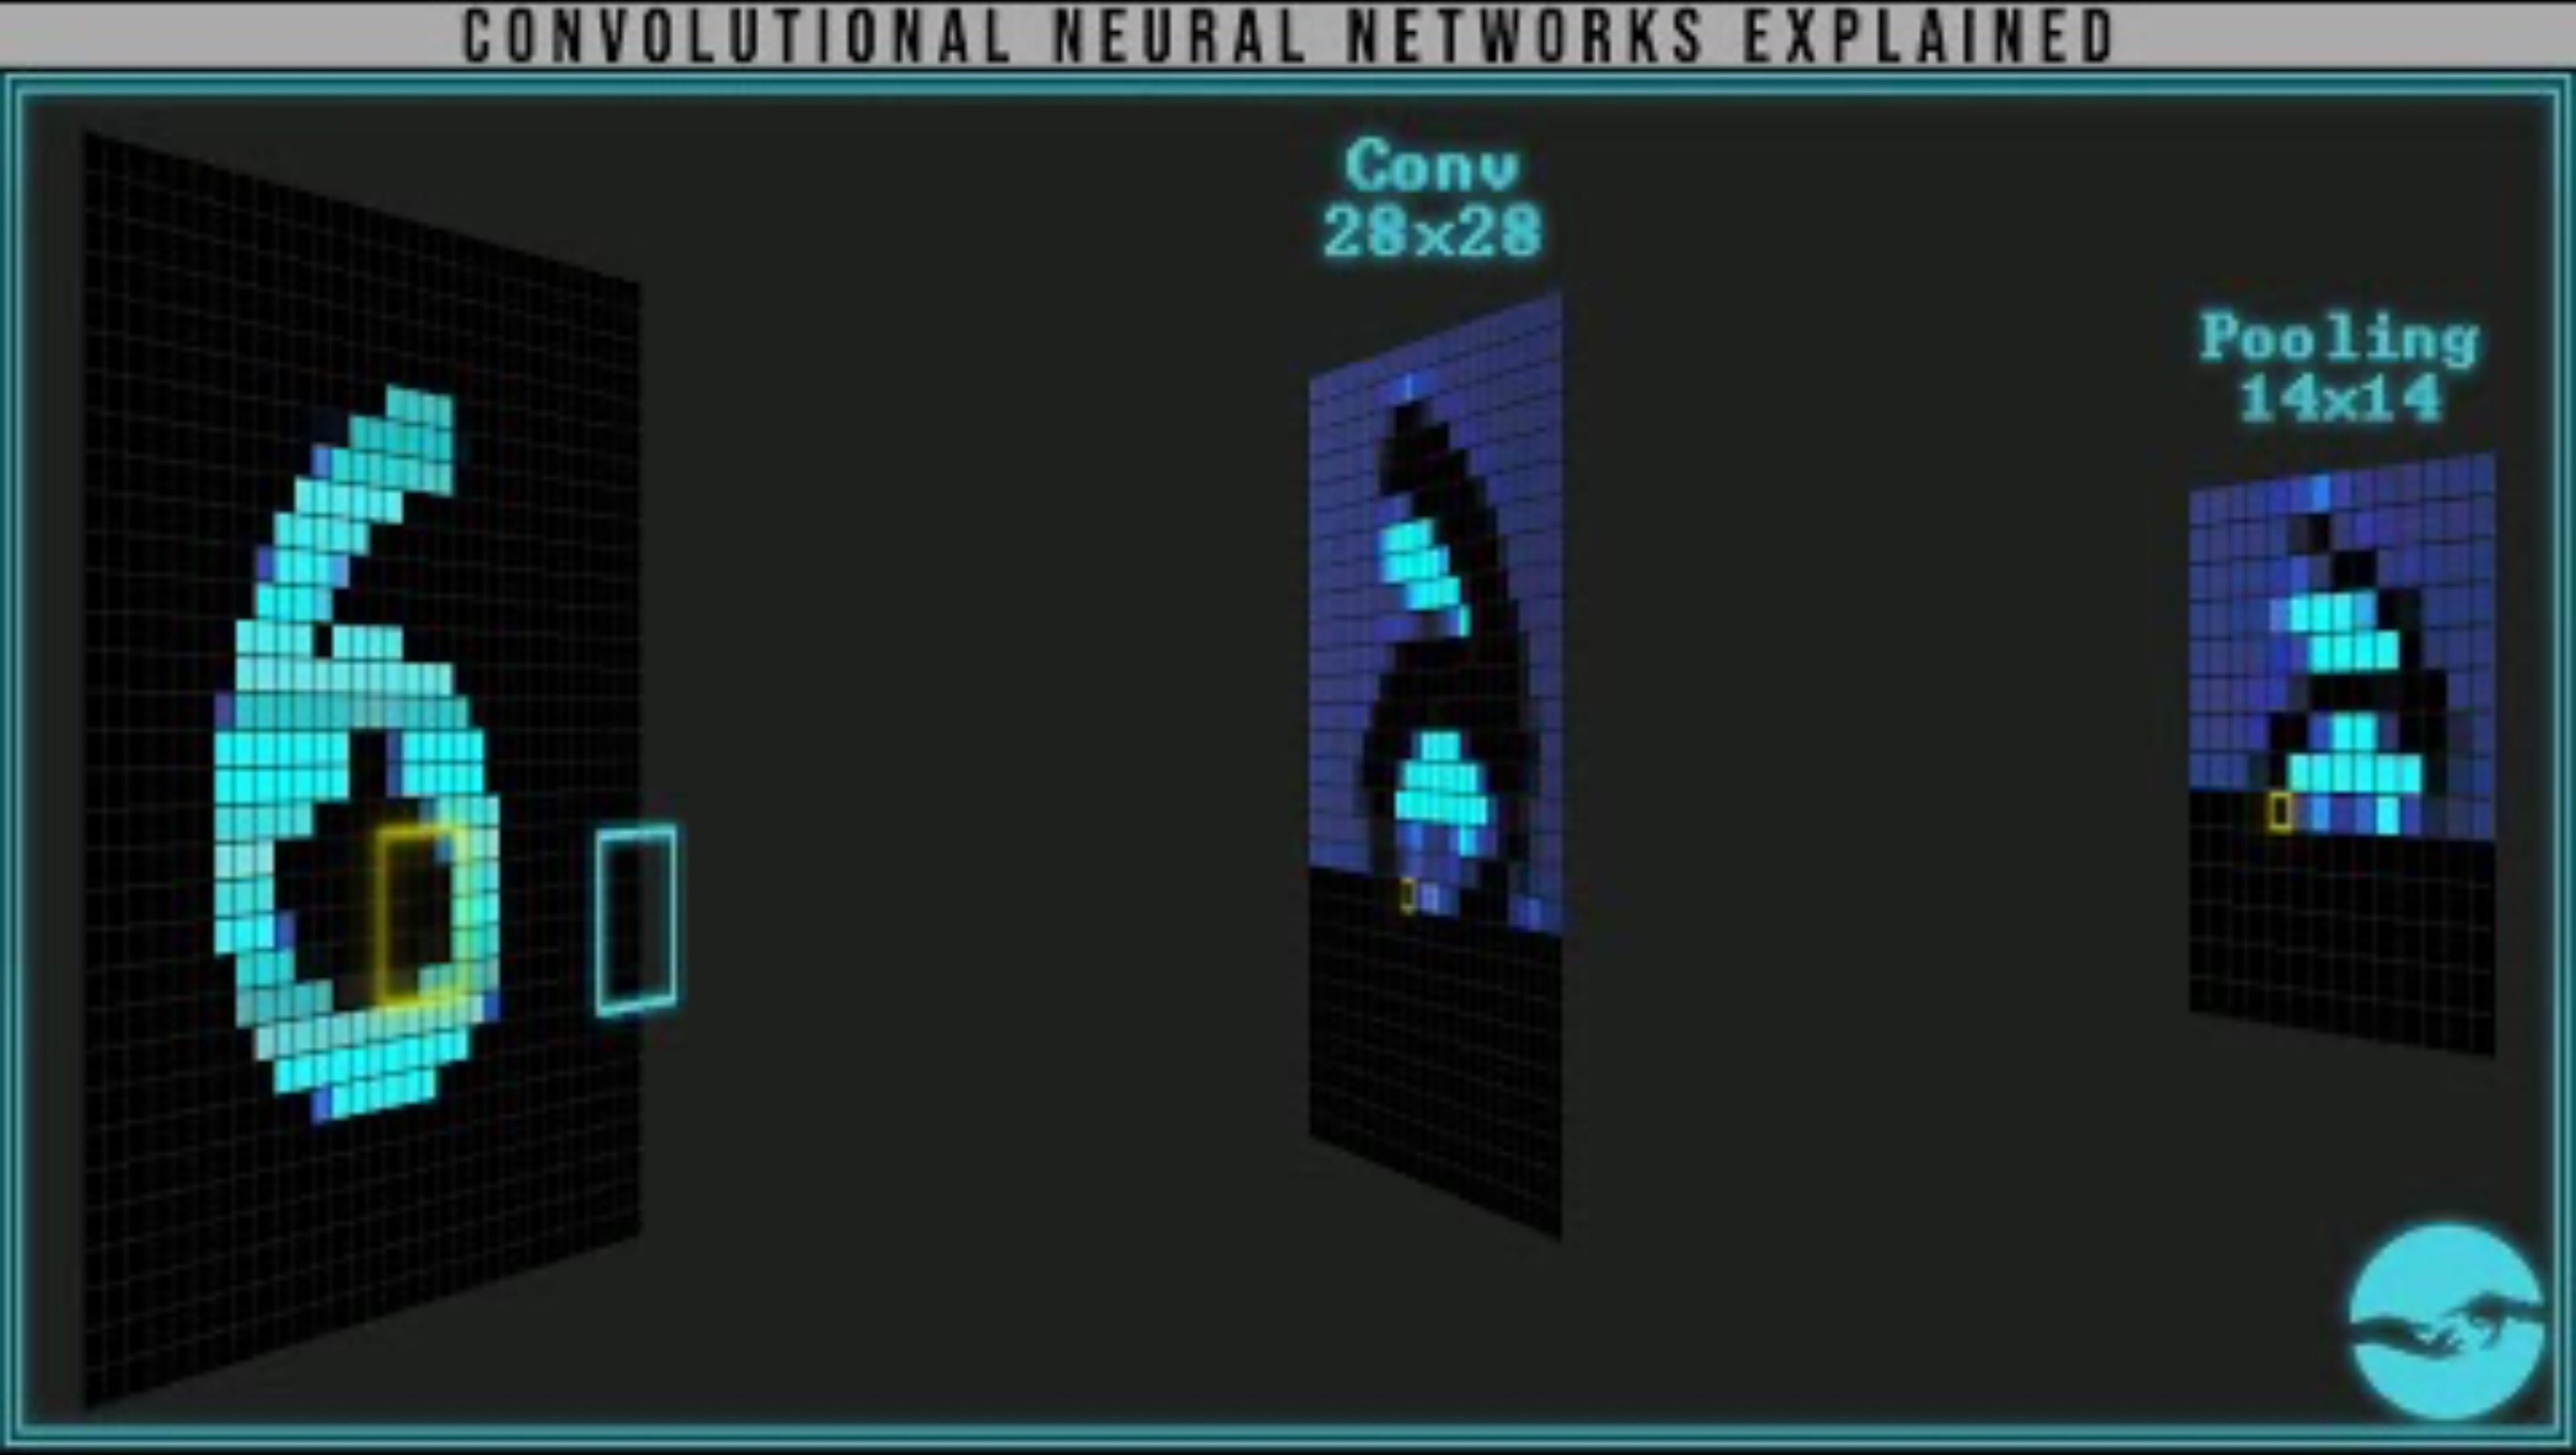 CONVOLUTIONAL NEURAL NETWORKS EXPLAINED
Conv
28x28
Pooling
14x14